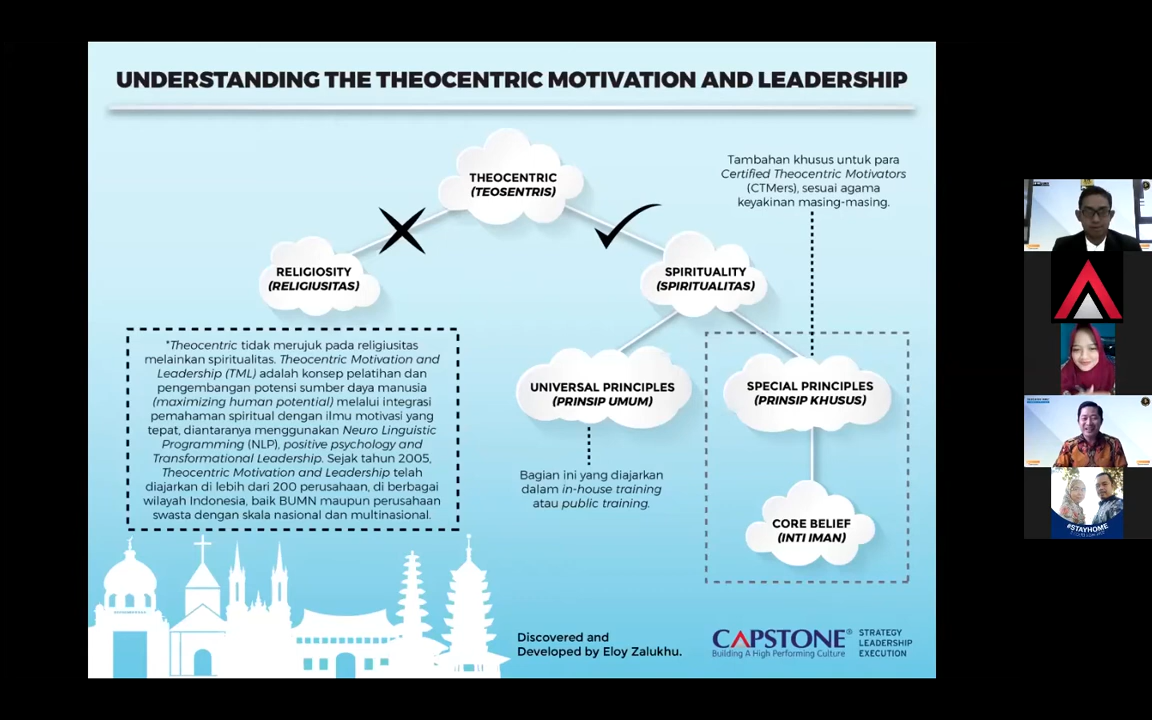 UNDERSTANDING THE THEOCENTRIC MOTIVATION AND LEADERSHIP
THEOCENTRIC
(TEOSENTRIS)
Tambahan khusus untuk para
Certified Theocentric Motivators
(CTMers), sesuai agama
keyakinan masing-masing.
RELIGIOSITY
(RELIGIUSITAS)
SPIRITUALITY
(SPIRITUALITAS)
*Theocentric tidak merujuk pada religiusitas
melainkan spiritualitas. Theocentric Motivation and
Leadership (TML) adalah konsep pelatihan dan
pengembangan potensi sumber daya manusia
(maximizing human potential) melalui integrasi
pemahaman spiritual dengan ilmu motivasi yang
tepat, diantaranya menggunakan Neuro Linguistic
Programming (NLP), positive psychology and
Transformational Leadership. Sejak tahun 2005,
Theocentric Motivation and Leadership telah
diajarkan di lebih dari 200 perusahaan, di berbagai
wilayah Indonesia, baik BUMN maupun perusahaan
swasta dengan skala nasional dan multinasional.
UNIVERSAL PRINCIPLES
(PRINSIP UMUM)
SPECIAL PRINCIPLES
(PRINSIP KHUSUS)
Bagian ini yang diajarkan
dalam in-house training
atau public training.
CORE BELIEF
(INTI IMAN)
Discovered and
Developed by Eloy Zalukhu.
CAPSTONE®
Building A High Performing Culture
STRATEGY
LEADERSHIP
EXECUTION
#STAYHOME